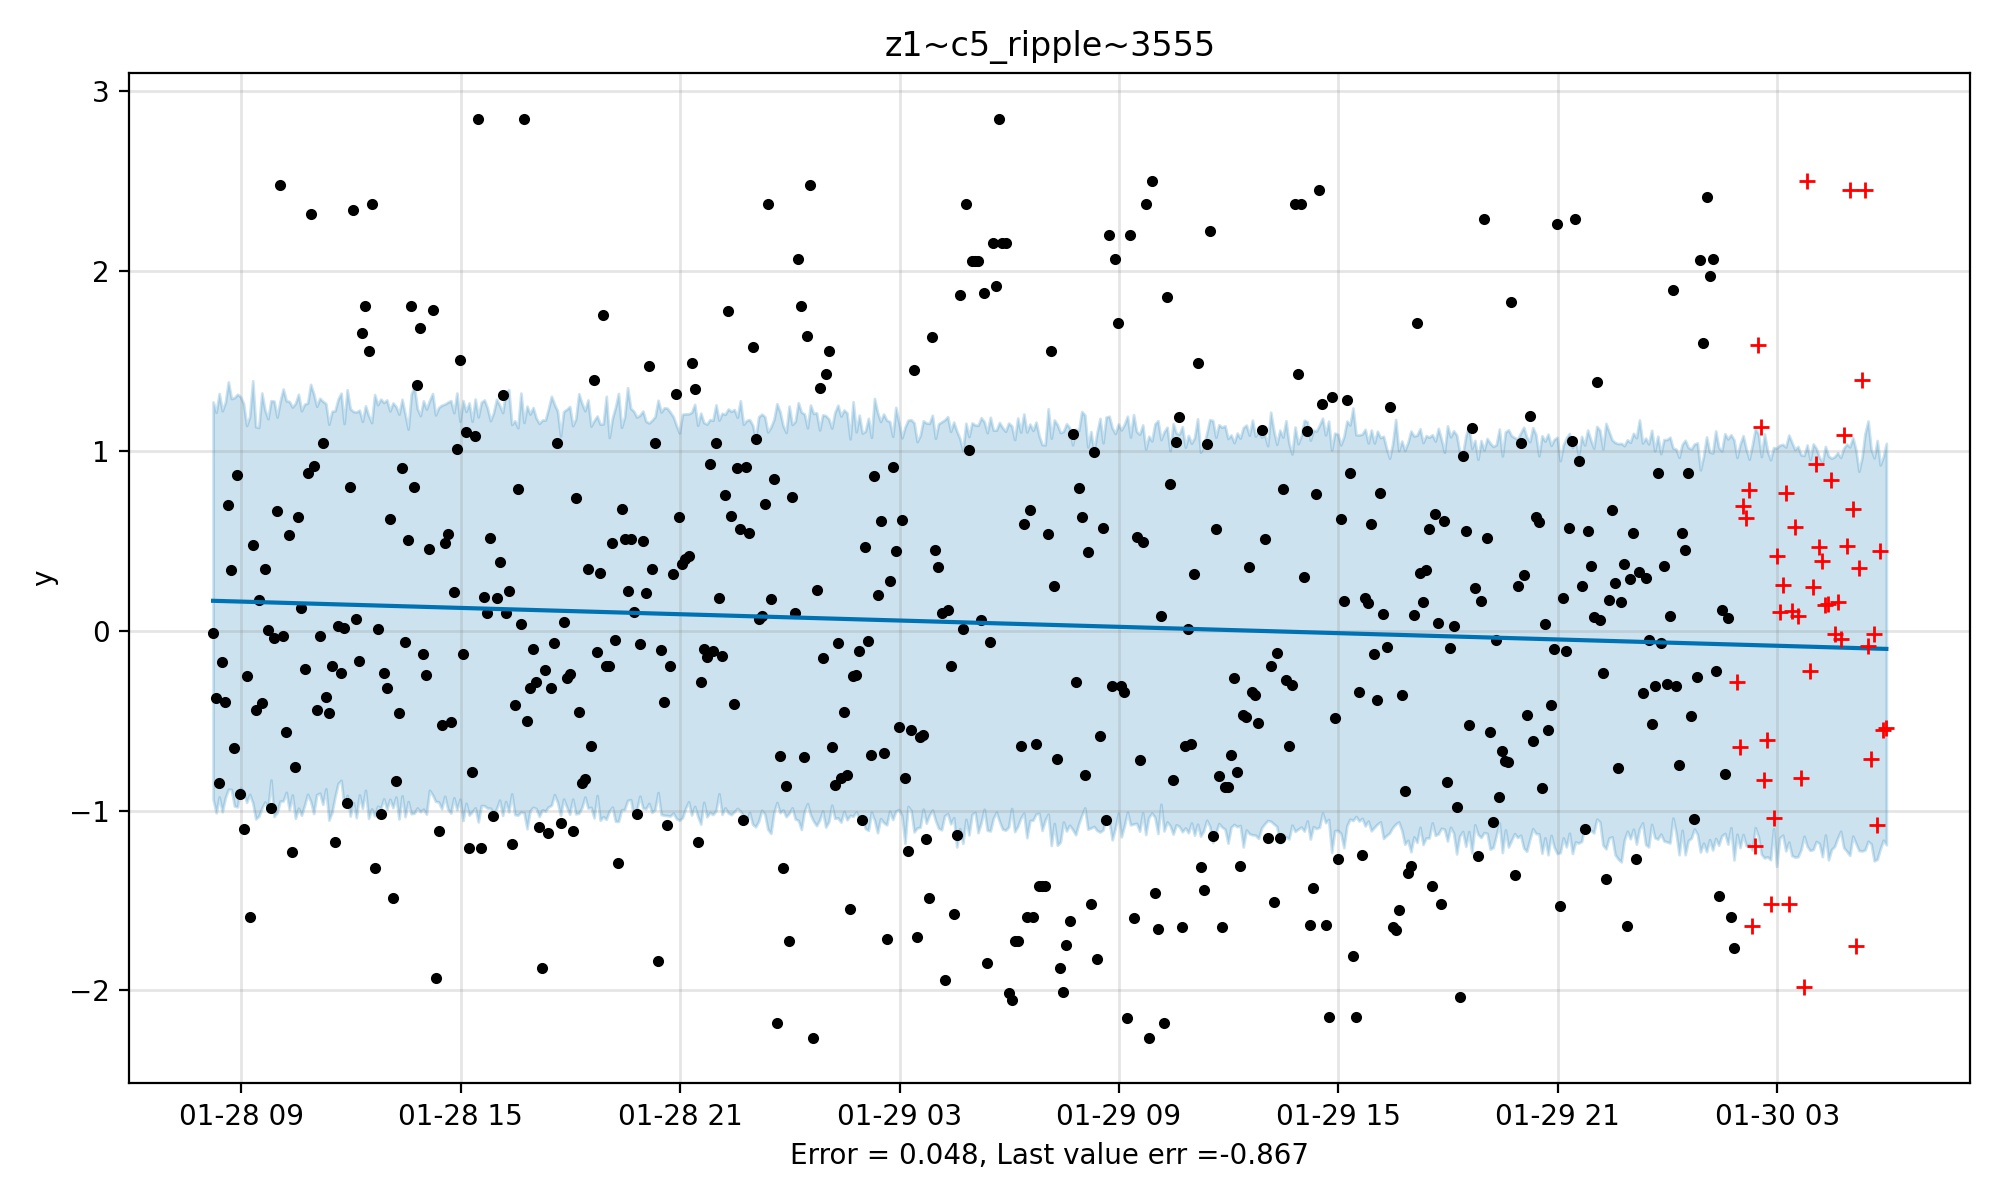 z1~c5_ripple~3555
3
2
1
0
−1
−2
y
01-28 09 01-28 15 01-28 21 01-29 03 01-29 09 01-29 15 01-29 21 01-30 03
Error = 0.048, Last value err =-0.867